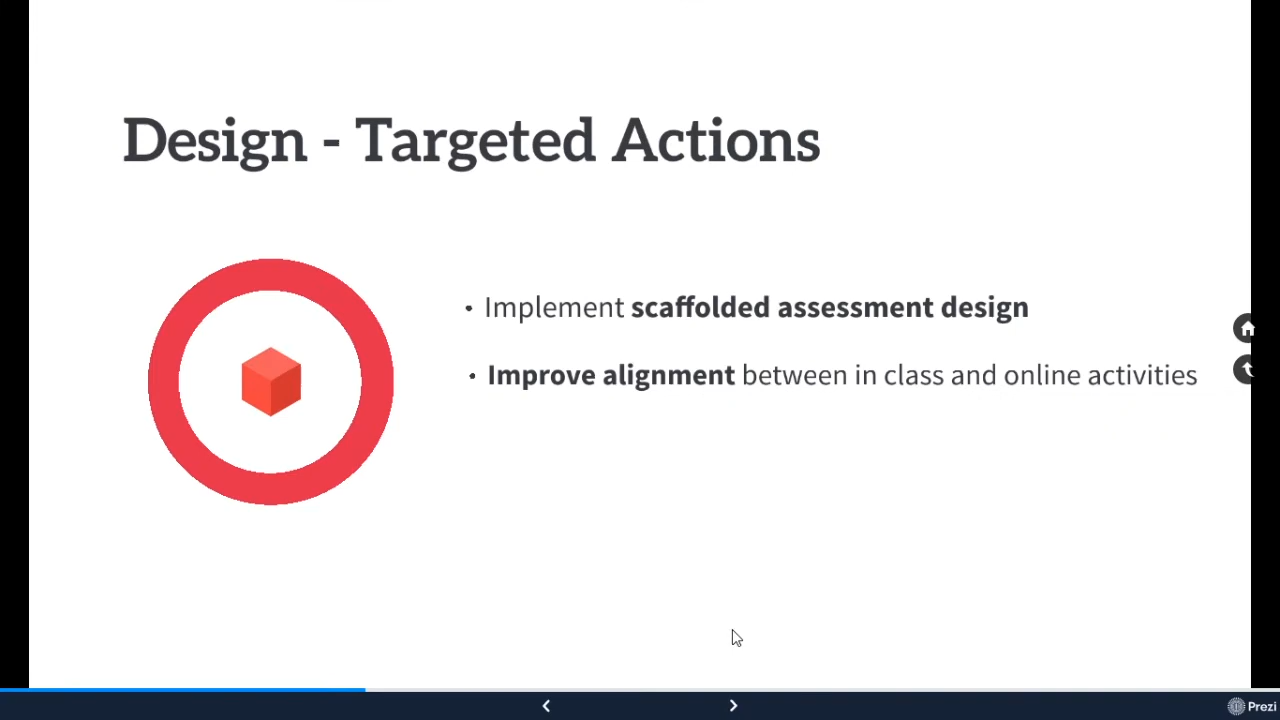 Design - Targeted Actions
• Implement scaffolded assessment design
• Improve alignment between in class and online activities
Prezi